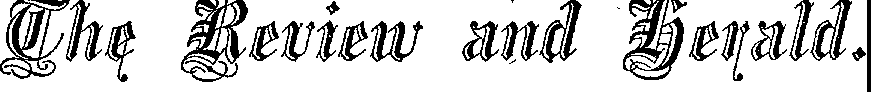 The Review and Herald.